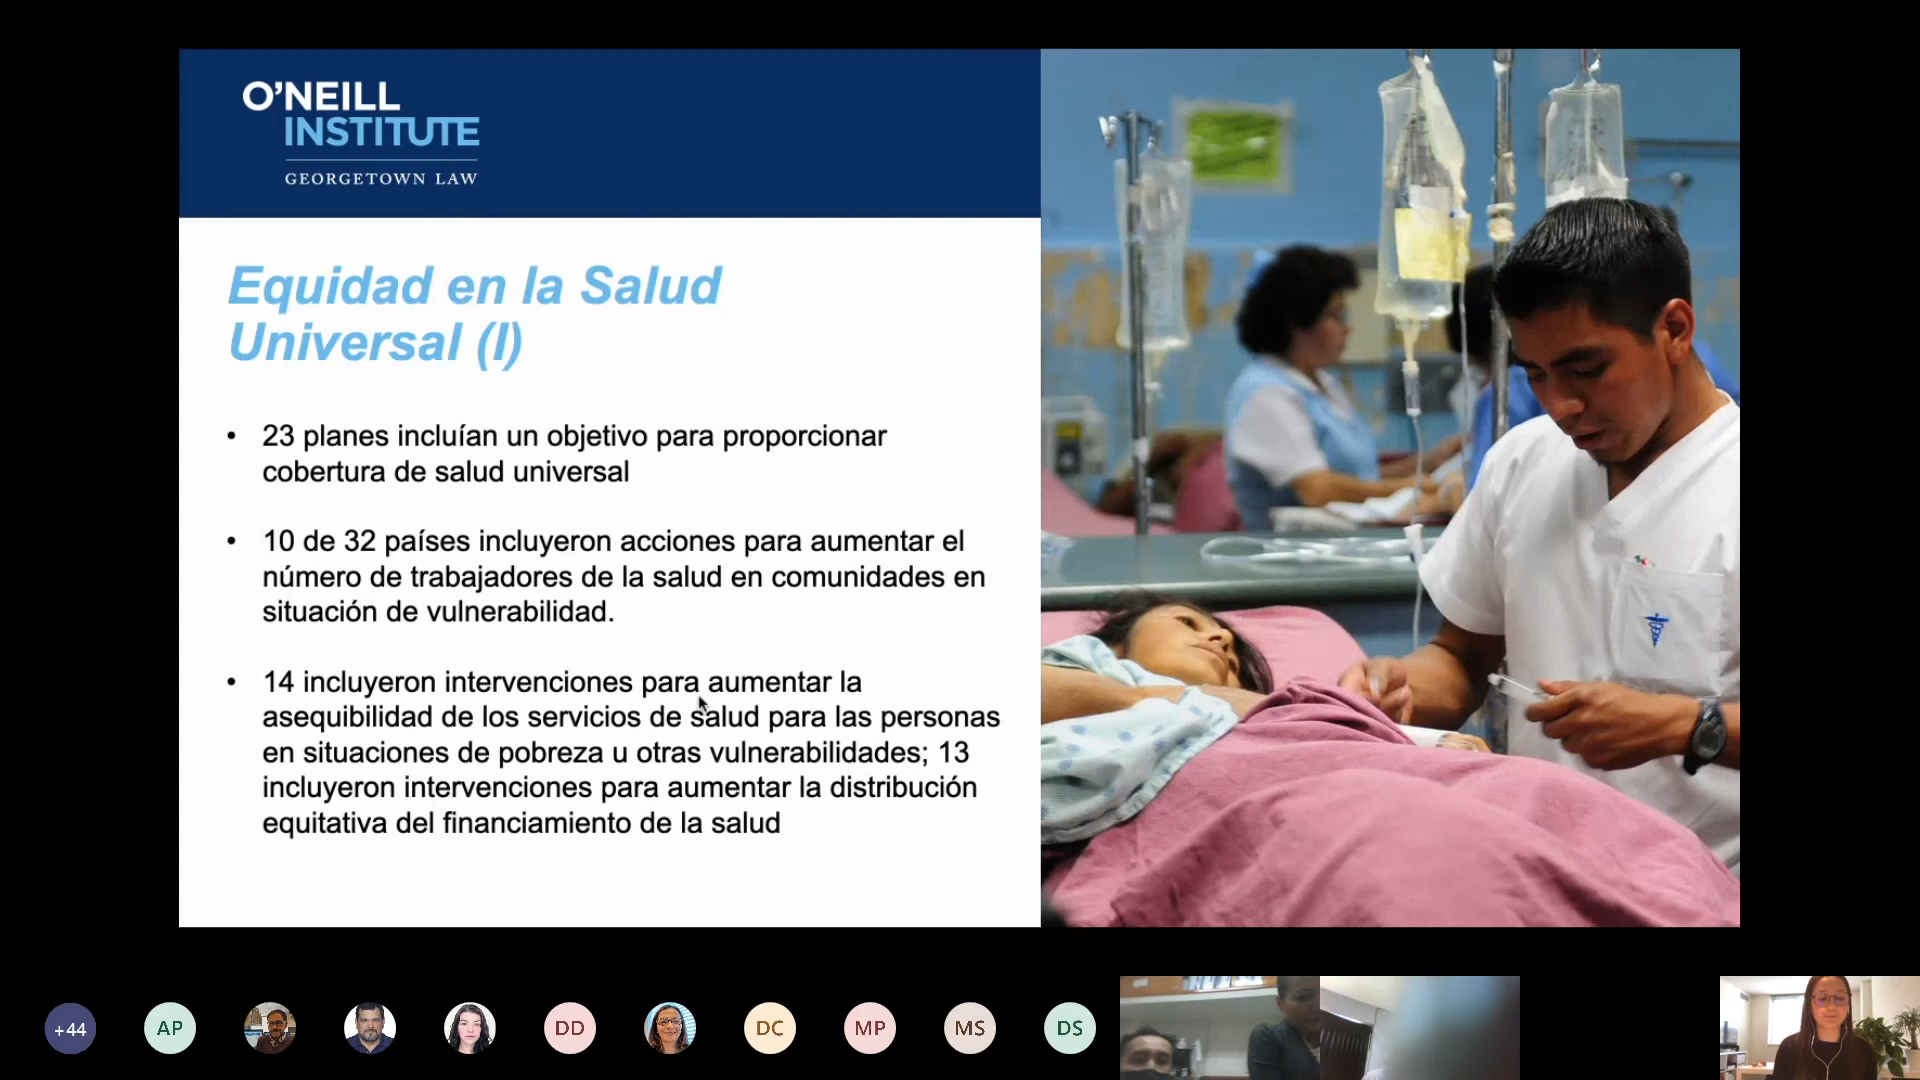 O'NEILL
INSTITUTE
GEORGETOWN LAW
Equidad en la Salud
Universal (I)
• 23 planes incluían un objetivo para proporcionar
cobertura de salud universal
• 10 de 32 países incluyeron acciones para aumentar el
número de trabajadores de la salud en comunidades en
situación de vulnerabilidad.
• 14 incluyeron intervenciones para aumentar la
asequibilidad de los servicios de salud para las personas
en situaciones de pobreza u otras vulnerabilidades; 13
incluyeron intervenciones para aumentar la distribución
equitativa del financiamiento de la salud
+44
AP
DD
DC
MP
MS
DS